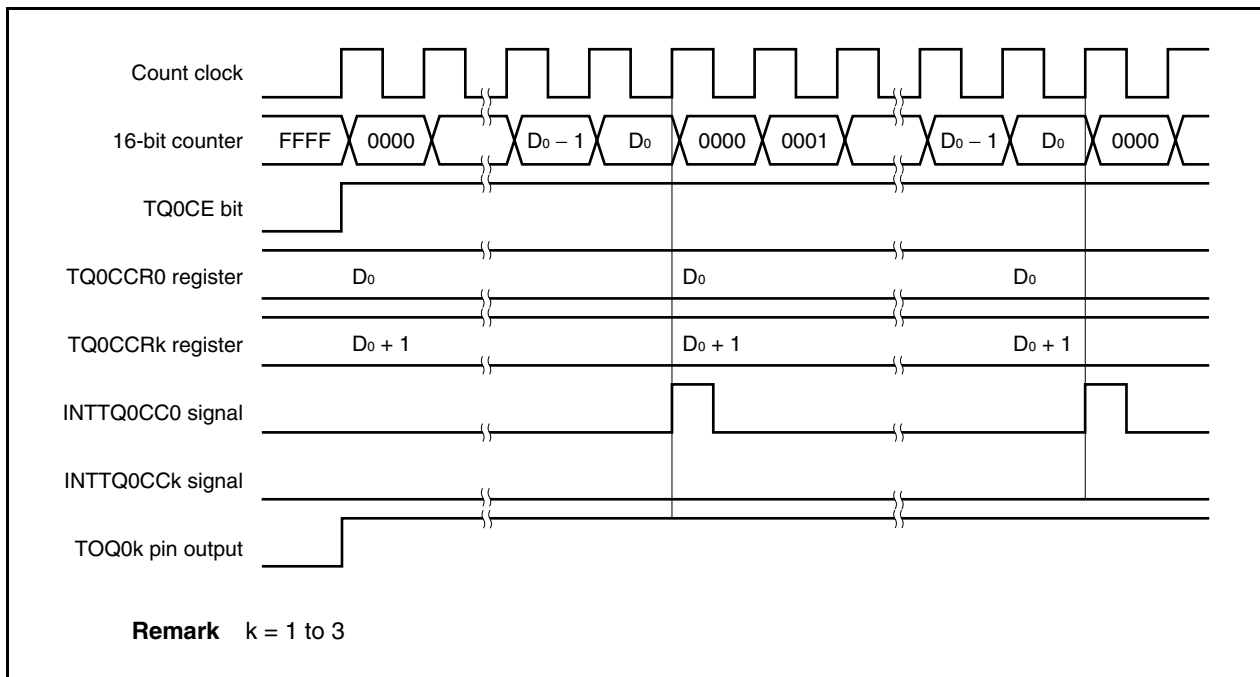 Count clock
16-bit counter FFFF 0000 D₀ − 1 D₀ 0000 0001 D₀ − 1 D₀ 0000
TQ0CE bit
TQ0CCR0 register D₀ D₀ D₀
TQ0CCRk register D₀ + 1 D₀ + 1 D₀ + 1
INTTQ0CC0 signal
INTTQ0CCk signal
TOQ0k pin output
Remark k = 1 to 3